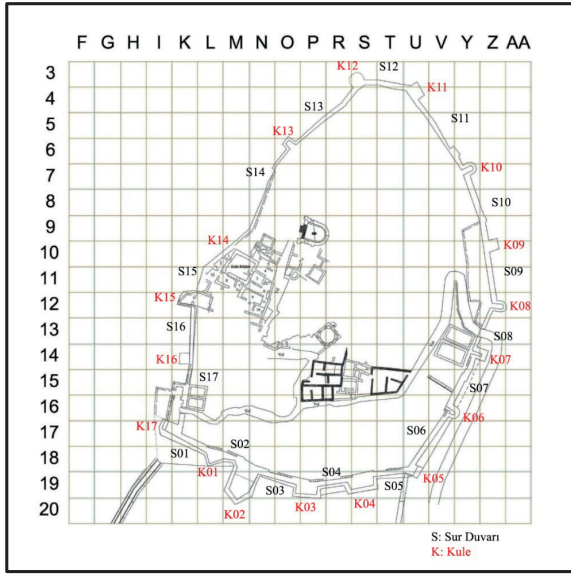 F G H I K L M N O P R S T U V Y Z AA
3
4
5
6
7
8
9
10
11
12
13
14
15
16
17
18
19
20
K12
S12
K11
S13
S11
K13
K10
S14
S10
K14
K09
S15
S09
K15
K08
S16
S08
K16
K07
S17
S07
K06
K17
S06
S02
S01
K01
S04
K05
S05
S03
K04
K03
K02
S: Sur Duvarı
K: Kule